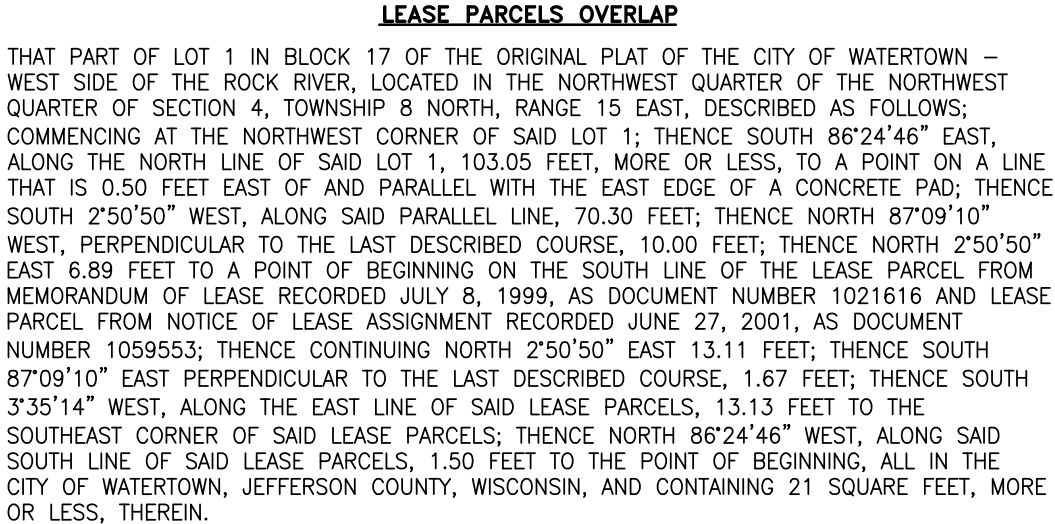 LEASE PARCELS OVERLAP
THAT PART OF LOT 1 IN BLOCK 17 OF THE ORIGINAL PLAT OF THE CITY OF WATERTOWN –
WEST SIDE OF THE ROCK RIVER, LOCATED IN THE NORTHWEST QUARTER OF THE NORTHWEST
QUARTER OF SECTION 4, TOWNSHIP 8 NORTH, RANGE 15 EAST, DESCRIBED AS FOLLOWS;
COMMENCING AT THE NORTHWEST CORNER OF SAID LOT 1; THENCE SOUTH 86°24'46" EAST,
ALONG THE NORTH LINE OF SAID LOT 1, 103.05 FEET, MORE OR LESS, TO A POINT ON A LINE
THAT IS 0.50 FEET EAST OF AND PARALLEL WITH THE EAST EDGE OF A CONCRETE PAD; THENCE
SOUTH 2°50'50" WEST, ALONG SAID PARALLEL LINE, 70.30 FEET; THENCE NORTH 87°09'10"
WEST, PERPENDICULAR TO THE LAST DESCRIBED COURSE, 10.00 FEET; THENCE NORTH 2°50'50"
EAST 6.89 FEET TO A POINT OF BEGINNING ON THE SOUTH LINE OF THE LEASE PARCEL FROM
MEMORANDUM OF LEASE RECORDED JULY 8, 1999, AS DOCUMENT NUMBER 1021616 AND LEASE
PARCEL FROM NOTICE OF LEASE ASSIGNMENT RECORDED JUNE 27, 2001, AS DOCUMENT
NUMBER 1059553; THENCE CONTINUING NORTH 2°50'50" EAST 13.11 FEET; THENCE SOUTH
87°09'10" EAST PERPENDICULAR TO THE LAST DESCRIBED COURSE, 1.67 FEET; THENCE SOUTH
3°35'14" WEST, ALONG THE EAST LINE OF SAID LEASE PARCELS, 13.13 FEET TO THE
SOUTHEAST CORNER OF SAID LEASE PARCELS; THENCE NORTH 86°24'46" WEST, ALONG SAID
SOUTH LINE OF SAID LEASE PARCELS, 1.50 FEET TO THE POINT OF BEGINNING, ALL IN THE
CITY OF WATERTOWN, JEFFERSON COUNTY, WISCONSIN, AND CONTAINING 21 SQUARE FEET, MORE
OR LESS, THEREIN.